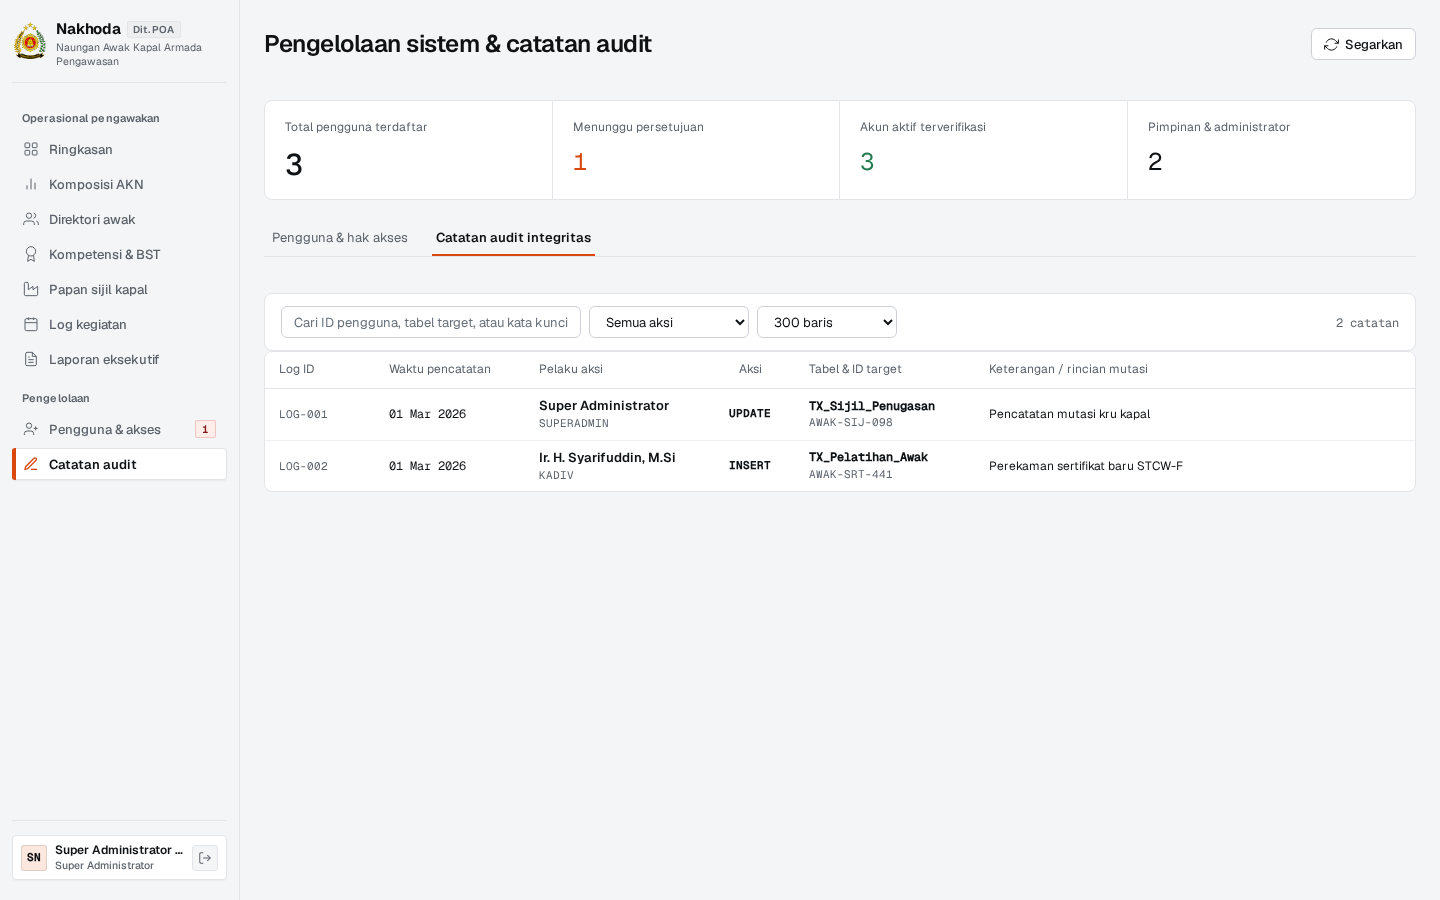 Nakhoda
Dit. POA
Naungan Awak Kapal Armada
Pengawasan
Operasional pengawakan
Ringkasan
Komposisi AKN
Direktori awak
Kompetensi & BST
Papan sijil kapal
Log kegiatan
Laporan eksekutif
Pengelolaan
Pengguna & akses
1
Catatan audit
SN
Super Administrator ...
Super Administrator
Pengelolaan sistem & catatan audit
Segarkan
Total pengguna terdaftar
3
Menunggu persetujuan
1
Akun aktif terverifikasi
3
Pimpinan & administrator
2
Pengguna & hak akses
Catatan audit integritas
Cari ID pengguna, tabel target, atau kata kunci
Semua aksi
300 baris
2 catatan
Log ID
Waktu pencatatan
Pelaku aksi
Aksi
Tabel & ID target
Keterangan / rincian mutasi
LOG-001
01 Mar 2026
Super Administrator
SUPERADMIN
UPDATE
TX_Sijil_Penugasan
AWAK-SIJ-098
Pencatatan mutasi kru kapal
LOG-002
01 Mar 2026
Ir. H. Syarifuddin, M.Si
KADIV
INSERT
TX_Pelatihan_Awak
AWAK-SRT-441
Perekaman sertifikat baru STCW-F